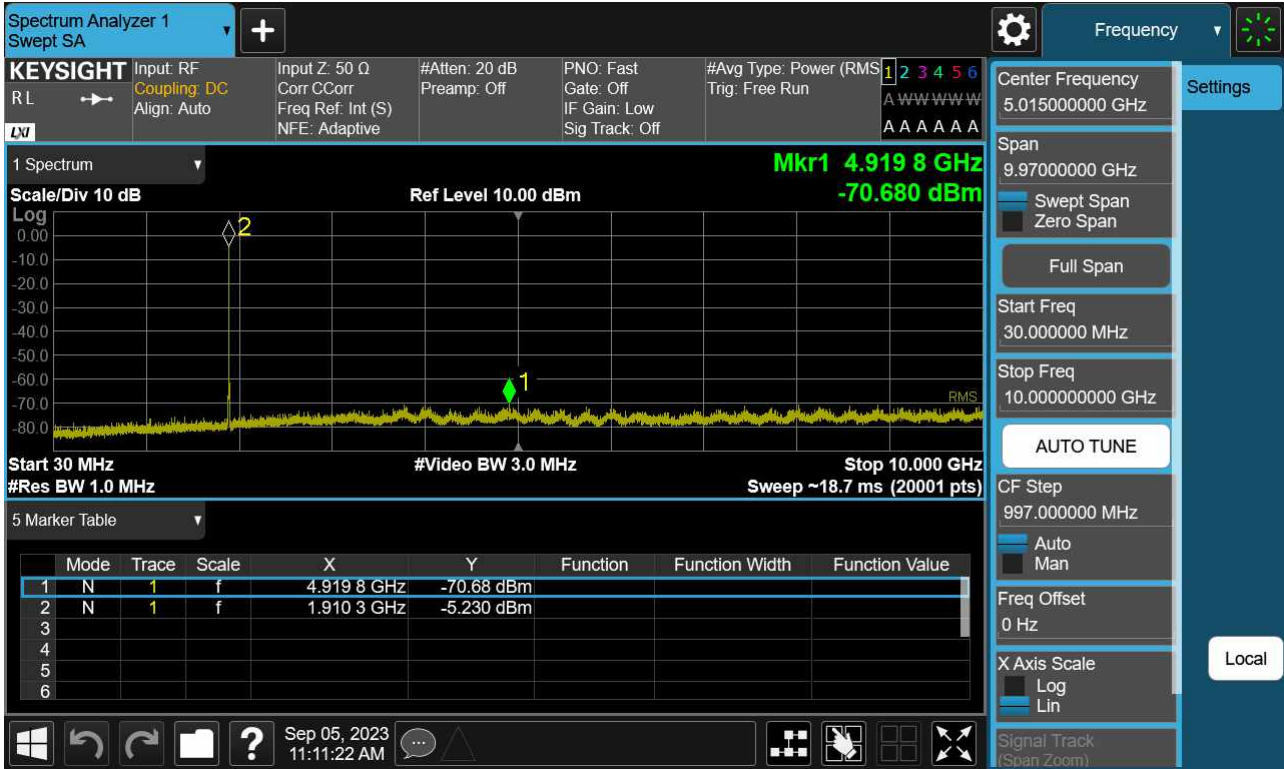 Spectrum Analyzer 1
Swept SA
Frequency
KEYSIGHT
RL
LXI
Input: RF
Coupling: DC
Align: Auto
Input Z: 50 Ω
Corr CCorr
Freq Ref: Int (S)
NFE: Adaptive
#Atten: 20 dB
Preamp: Off
PNO: Fast
Gate: Off
IF Gain: Low
Sig Track: Off
#Avg Type: Power (RMS
Trig: Free Run
1 2 3 4 5 6
A W W W W W
A A A A A A
1 Spectrum
Mkr1 4.919 8 GHz
-70.680 dBm
Scale/Div 10 dB
Ref Level 10.00 dBm
Log
0.00
-10.0
-20.0
-30.0
-40.0
-50.0
-60.0
-70.0
-80.0
2
1
RMS
Start 30 MHz
#Video BW 3.0 MHz
Stop 10.000 GHz
#Res BW 1.0 MHz
Sweep ~18.7 ms (20001 pts)
5 Marker Table
Mode Trace Scale X Y Function Function Width Function Value
1 N 1 f 4.919 8 GHz -70.68 dBm
2 N 1 f 1.910 3 GHz -5.230 dBm
3
4
5
6
Sep 05, 2023
11:11:22 AM
Center Frequency
5.015000000 GHz
Settings
Span
9.97000000 GHz
Swept Span
Zero Span
Full Span
Start Freq
30.000000 MHz
Stop Freq
10.000000000 GHz
AUTO TUNE
CF Step
997.000000 MHz
Auto
Man
Freq Offset
0 Hz
X Axis Scale
Log
Lin
Local
Signal Track
(Span Zoom)